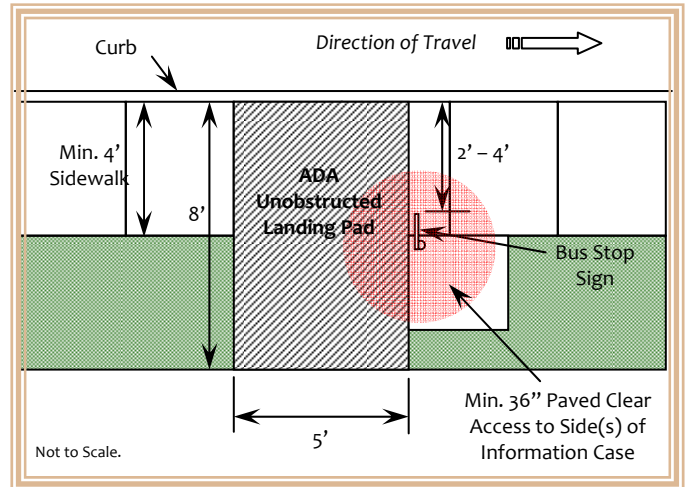 Curb
Direction of Travel
Min. 4’
Sidewalk
8’
ADA
Unobstructed
Landing Pad
2’ – 4’
Bus Stop
Sign
5’
Min. 36” Paved Clear
Access to Side(s) of
Information Case
Not to Scale.